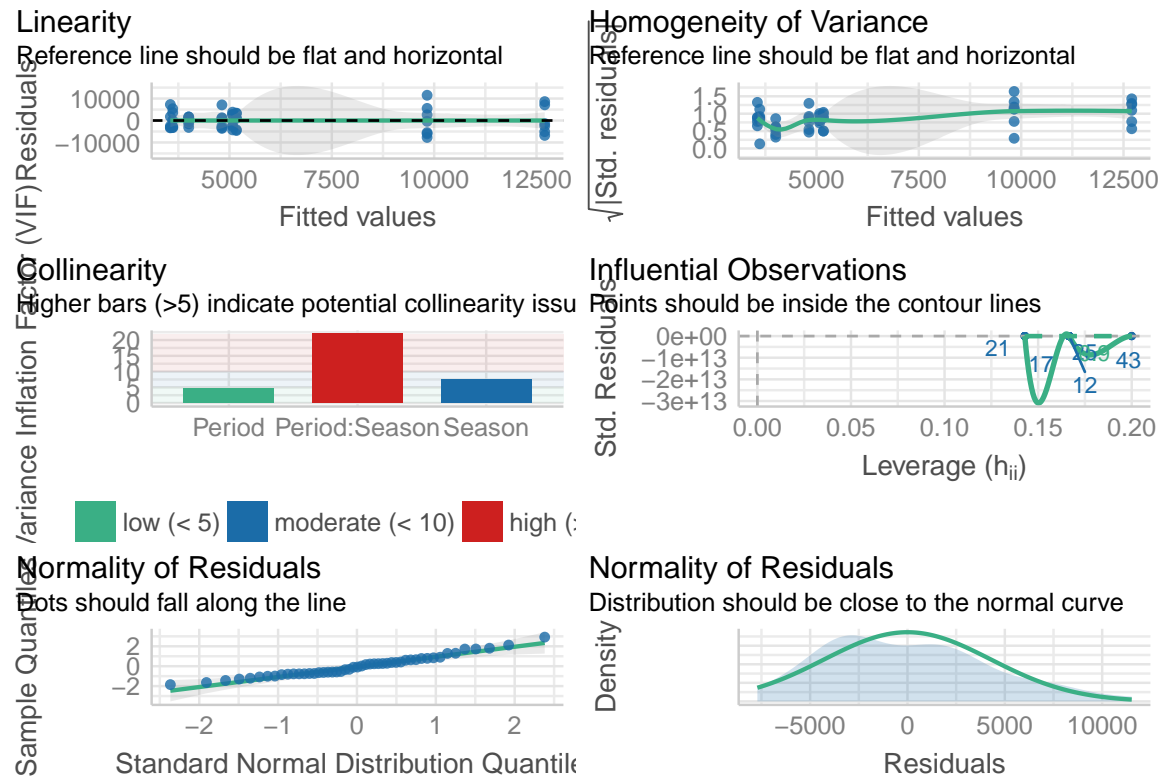 Linearity
Reference line should be flat and horizontal
Residuals
10000
0
−10000
5000 7500 10000 12500
Fitted values
Homogeneity of Variance
Reference line should be flat and horizontal
√|Std. residuals|
1.5
1.0
0.5
0.0
5000 7500 10000 12500
Fitted values
Collinearity
Higher bars (>5) indicate potential collinearity issu
Variance Inflation Factor (VIF)
20
15
10
5
0
Period Period:Season Season
low (< 5) moderate (< 10) high (>
Influential Observations
Points should be inside the contour lines
Std. Residuals
0e+00
−1e+13
−2e+13
−3e+13
21
17
12
43
0.00 0.05 0.10 0.15 0.20
Leverage (hii)
Normality of Residuals
Dots should fall along the line
Sample Quantiles
2
0
−2
−2 −1 0 1 2
Standard Normal Distribution Quantile
Normality of Residuals
Distribution should be close to the normal curve
Density
−5000 0 5000 10000
Residuals